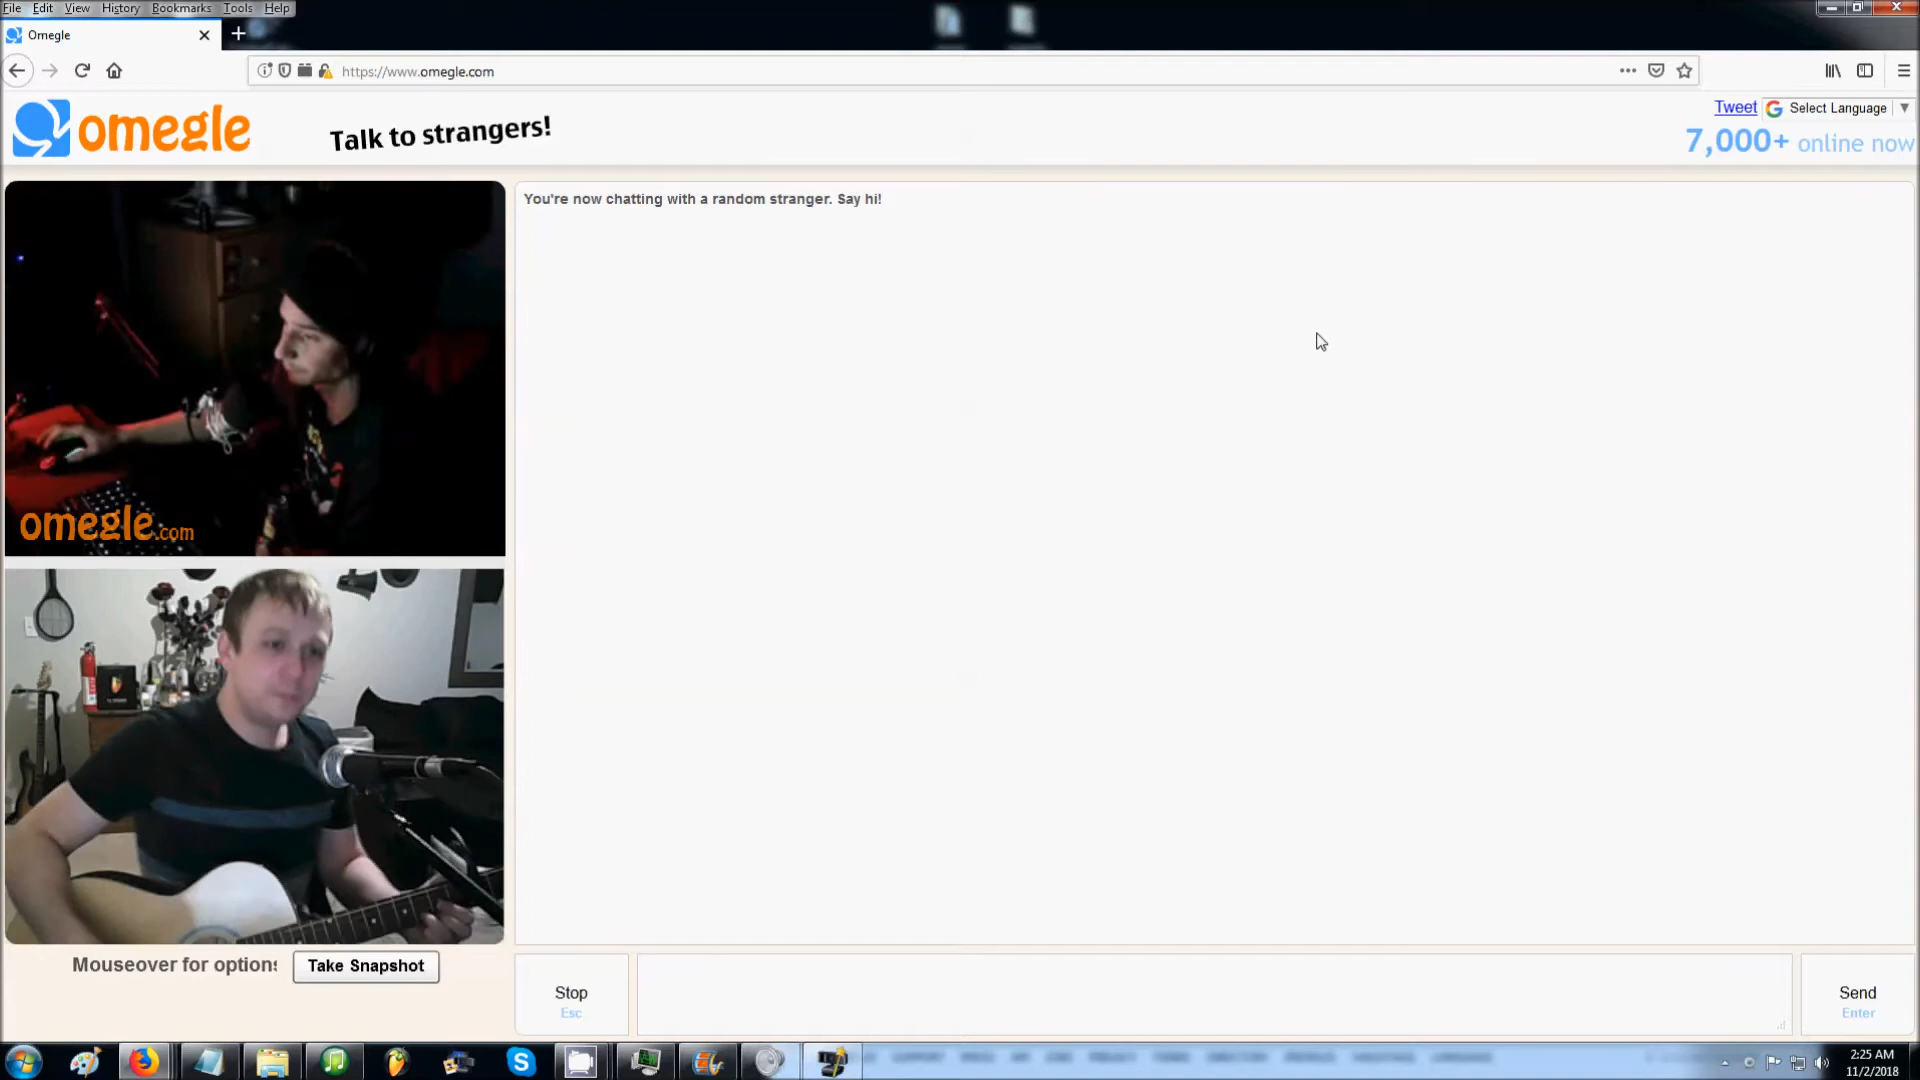 File Edit View History Bookmarks Tools Help
Omegle
https://www.omegle.com
omegle
Talk to strangers!
Tweet
Select Language
7,000+ online now
You're now chatting with a random stranger. Say hi!
omegle.com
Mouseover for options
Take Snapshot
Stop
Esc
Send
Enter
2:25 AM
11/2/2018